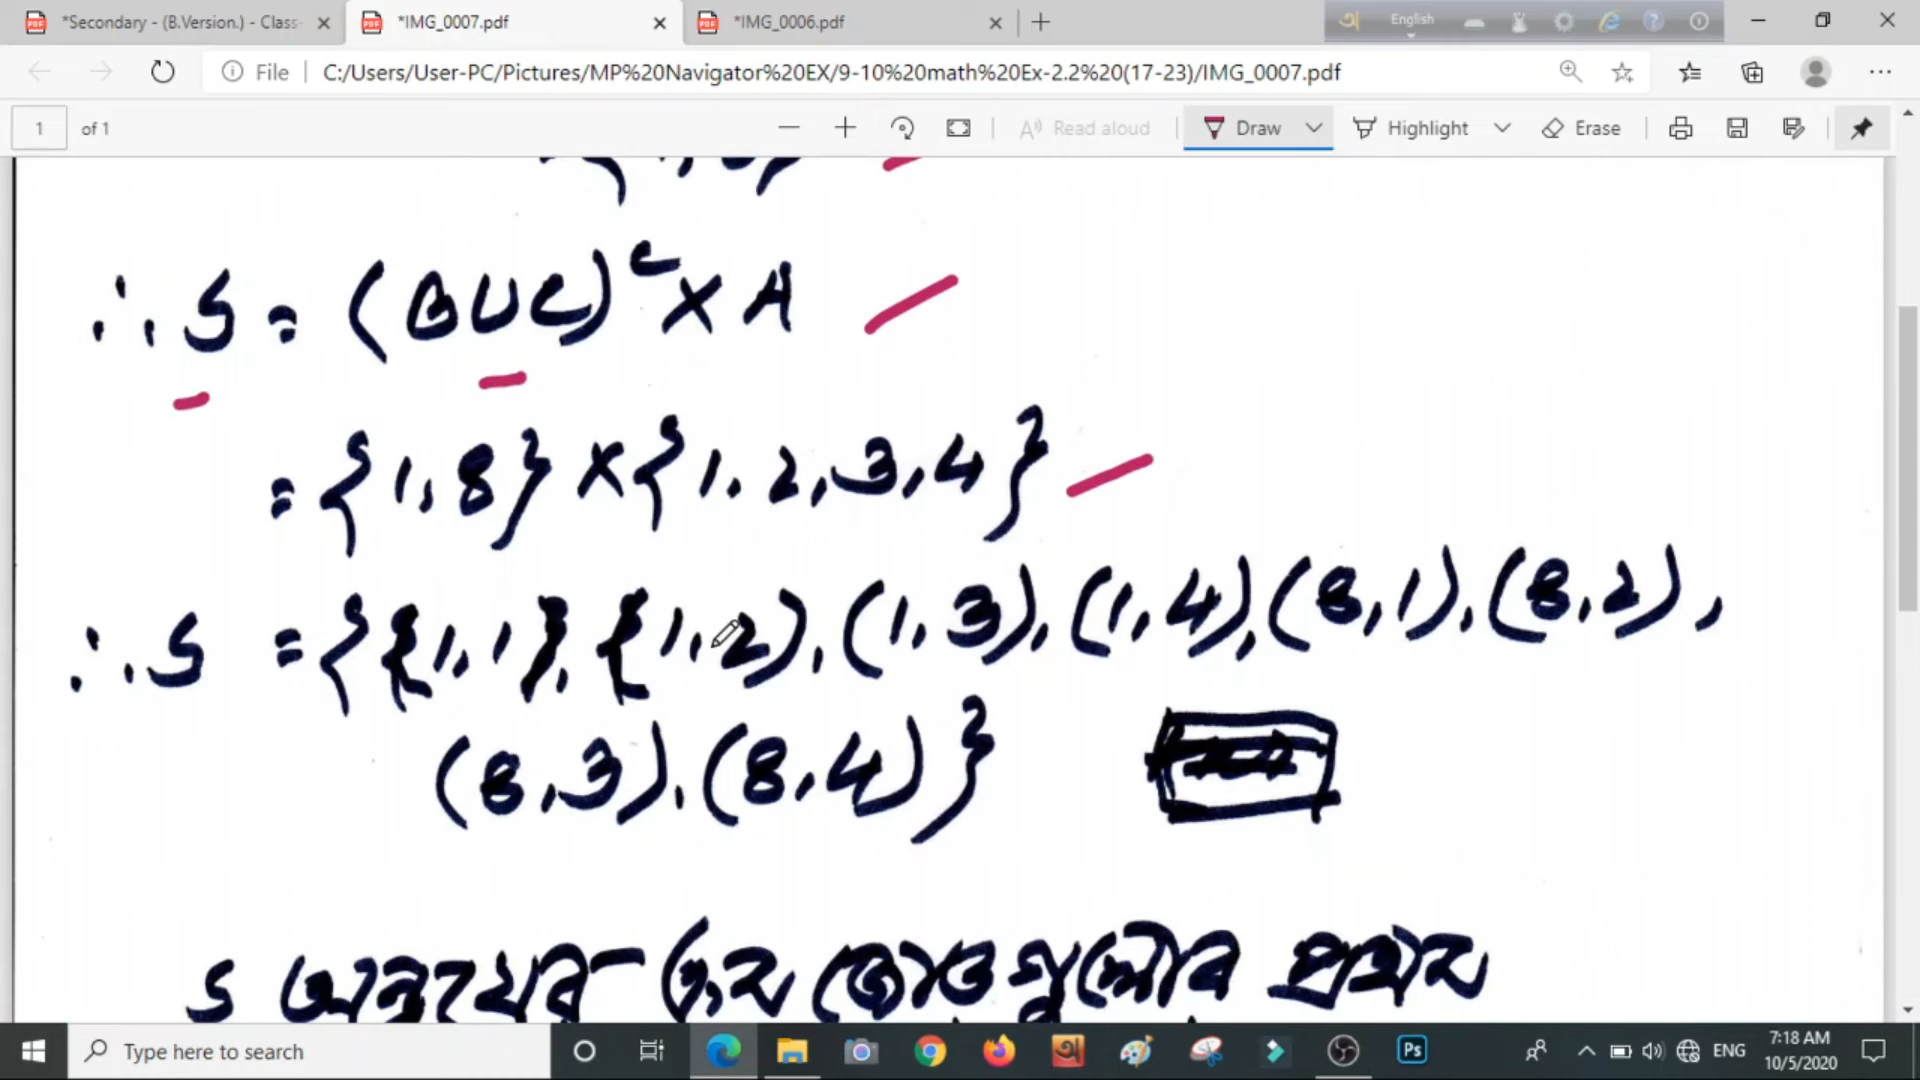 *Secondary - (B.Version.) - Class-
*IMG_0007.pdf
*IMG_0006.pdf
English
File
C:/Users/User-PC/Pictures/MP%20Navigator%20EX/9-10%20math%20Ex-2.2%20(17-23)/IMG_0007.pdf
1 of 1
Read aloud
Draw
Highlight
Erase
∴ S = (BUC)ᶜ × A
= {1, 8} × {1, 2, 3, 4}
∴ S = {{1, 1}, {1, 2), (1, 3), (1, 4), (8, 1), (8, 2),
(8, 3), (8, 4)}
S
Type here to search
Ps
ENG
7:18 AM
10/5/2020